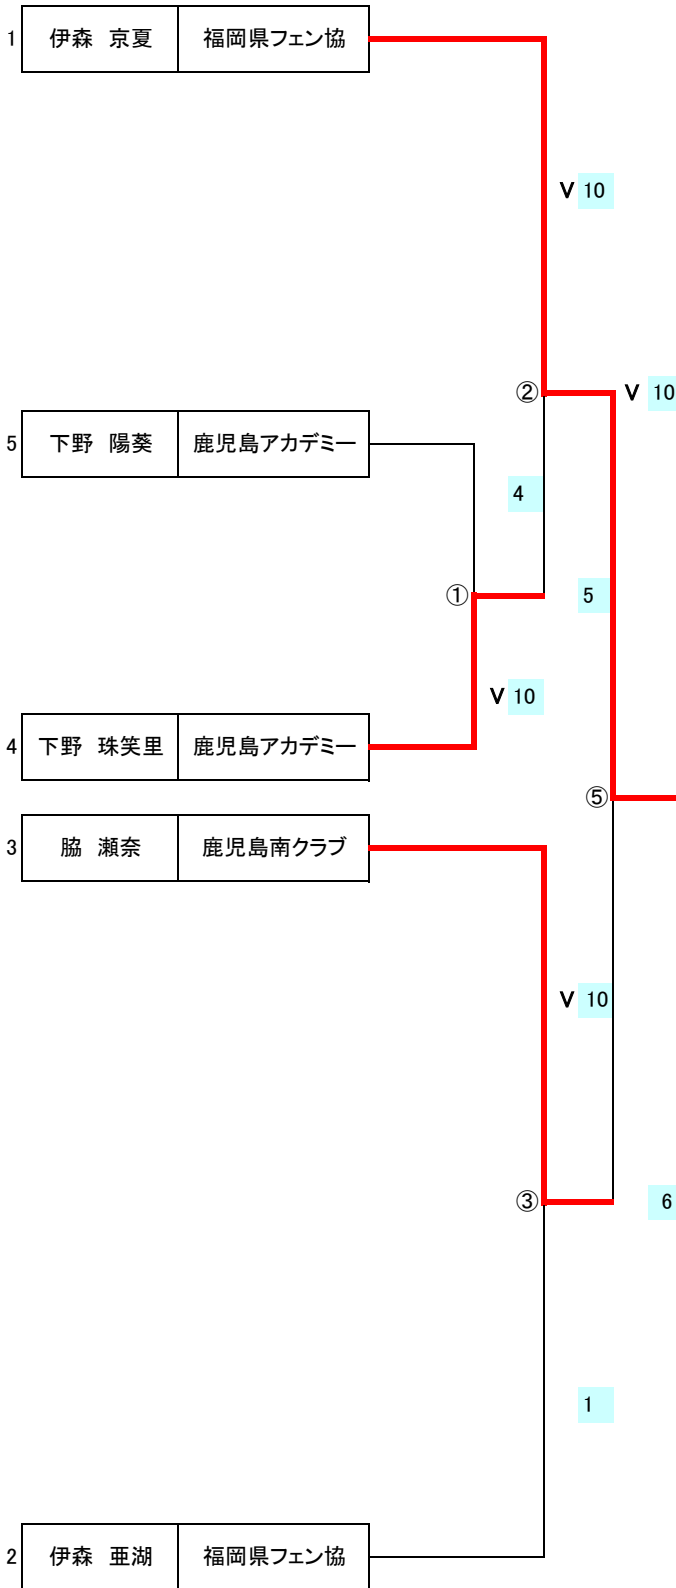 1 伊森 京夏 福岡県フェン協
V 10
② V 10
5 下野 陽葵 鹿児島アカデミー
4
① 5
V 10
4 下野 珠笑里 鹿児島アカデミー
⑤
3 脇 瀬奈 鹿児島南クラブ
V 10
③ 6
1
2 伊森 亜湖 福岡県フェン協